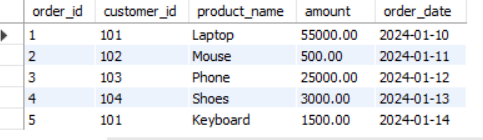 order_id customer_id product_name amount order_date
1 101 Laptop 55000.00 2024-01-10
2 102 Mouse 500.00 2024-01-11
3 103 Phone 25000.00 2024-01-12
4 104 Shoes 3000.00 2024-01-13
5 101 Keyboard 1500.00 2024-01-14